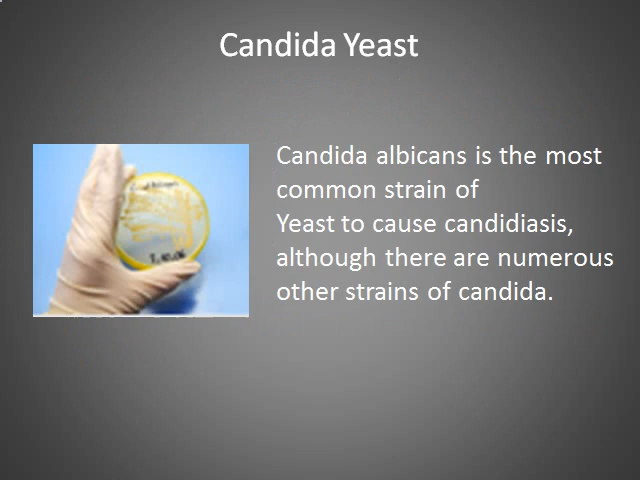 Candida Yeast
Candida albicans is the most
common strain of
Yeast to cause candidiasis,
although there are numerous
other strains of candida.